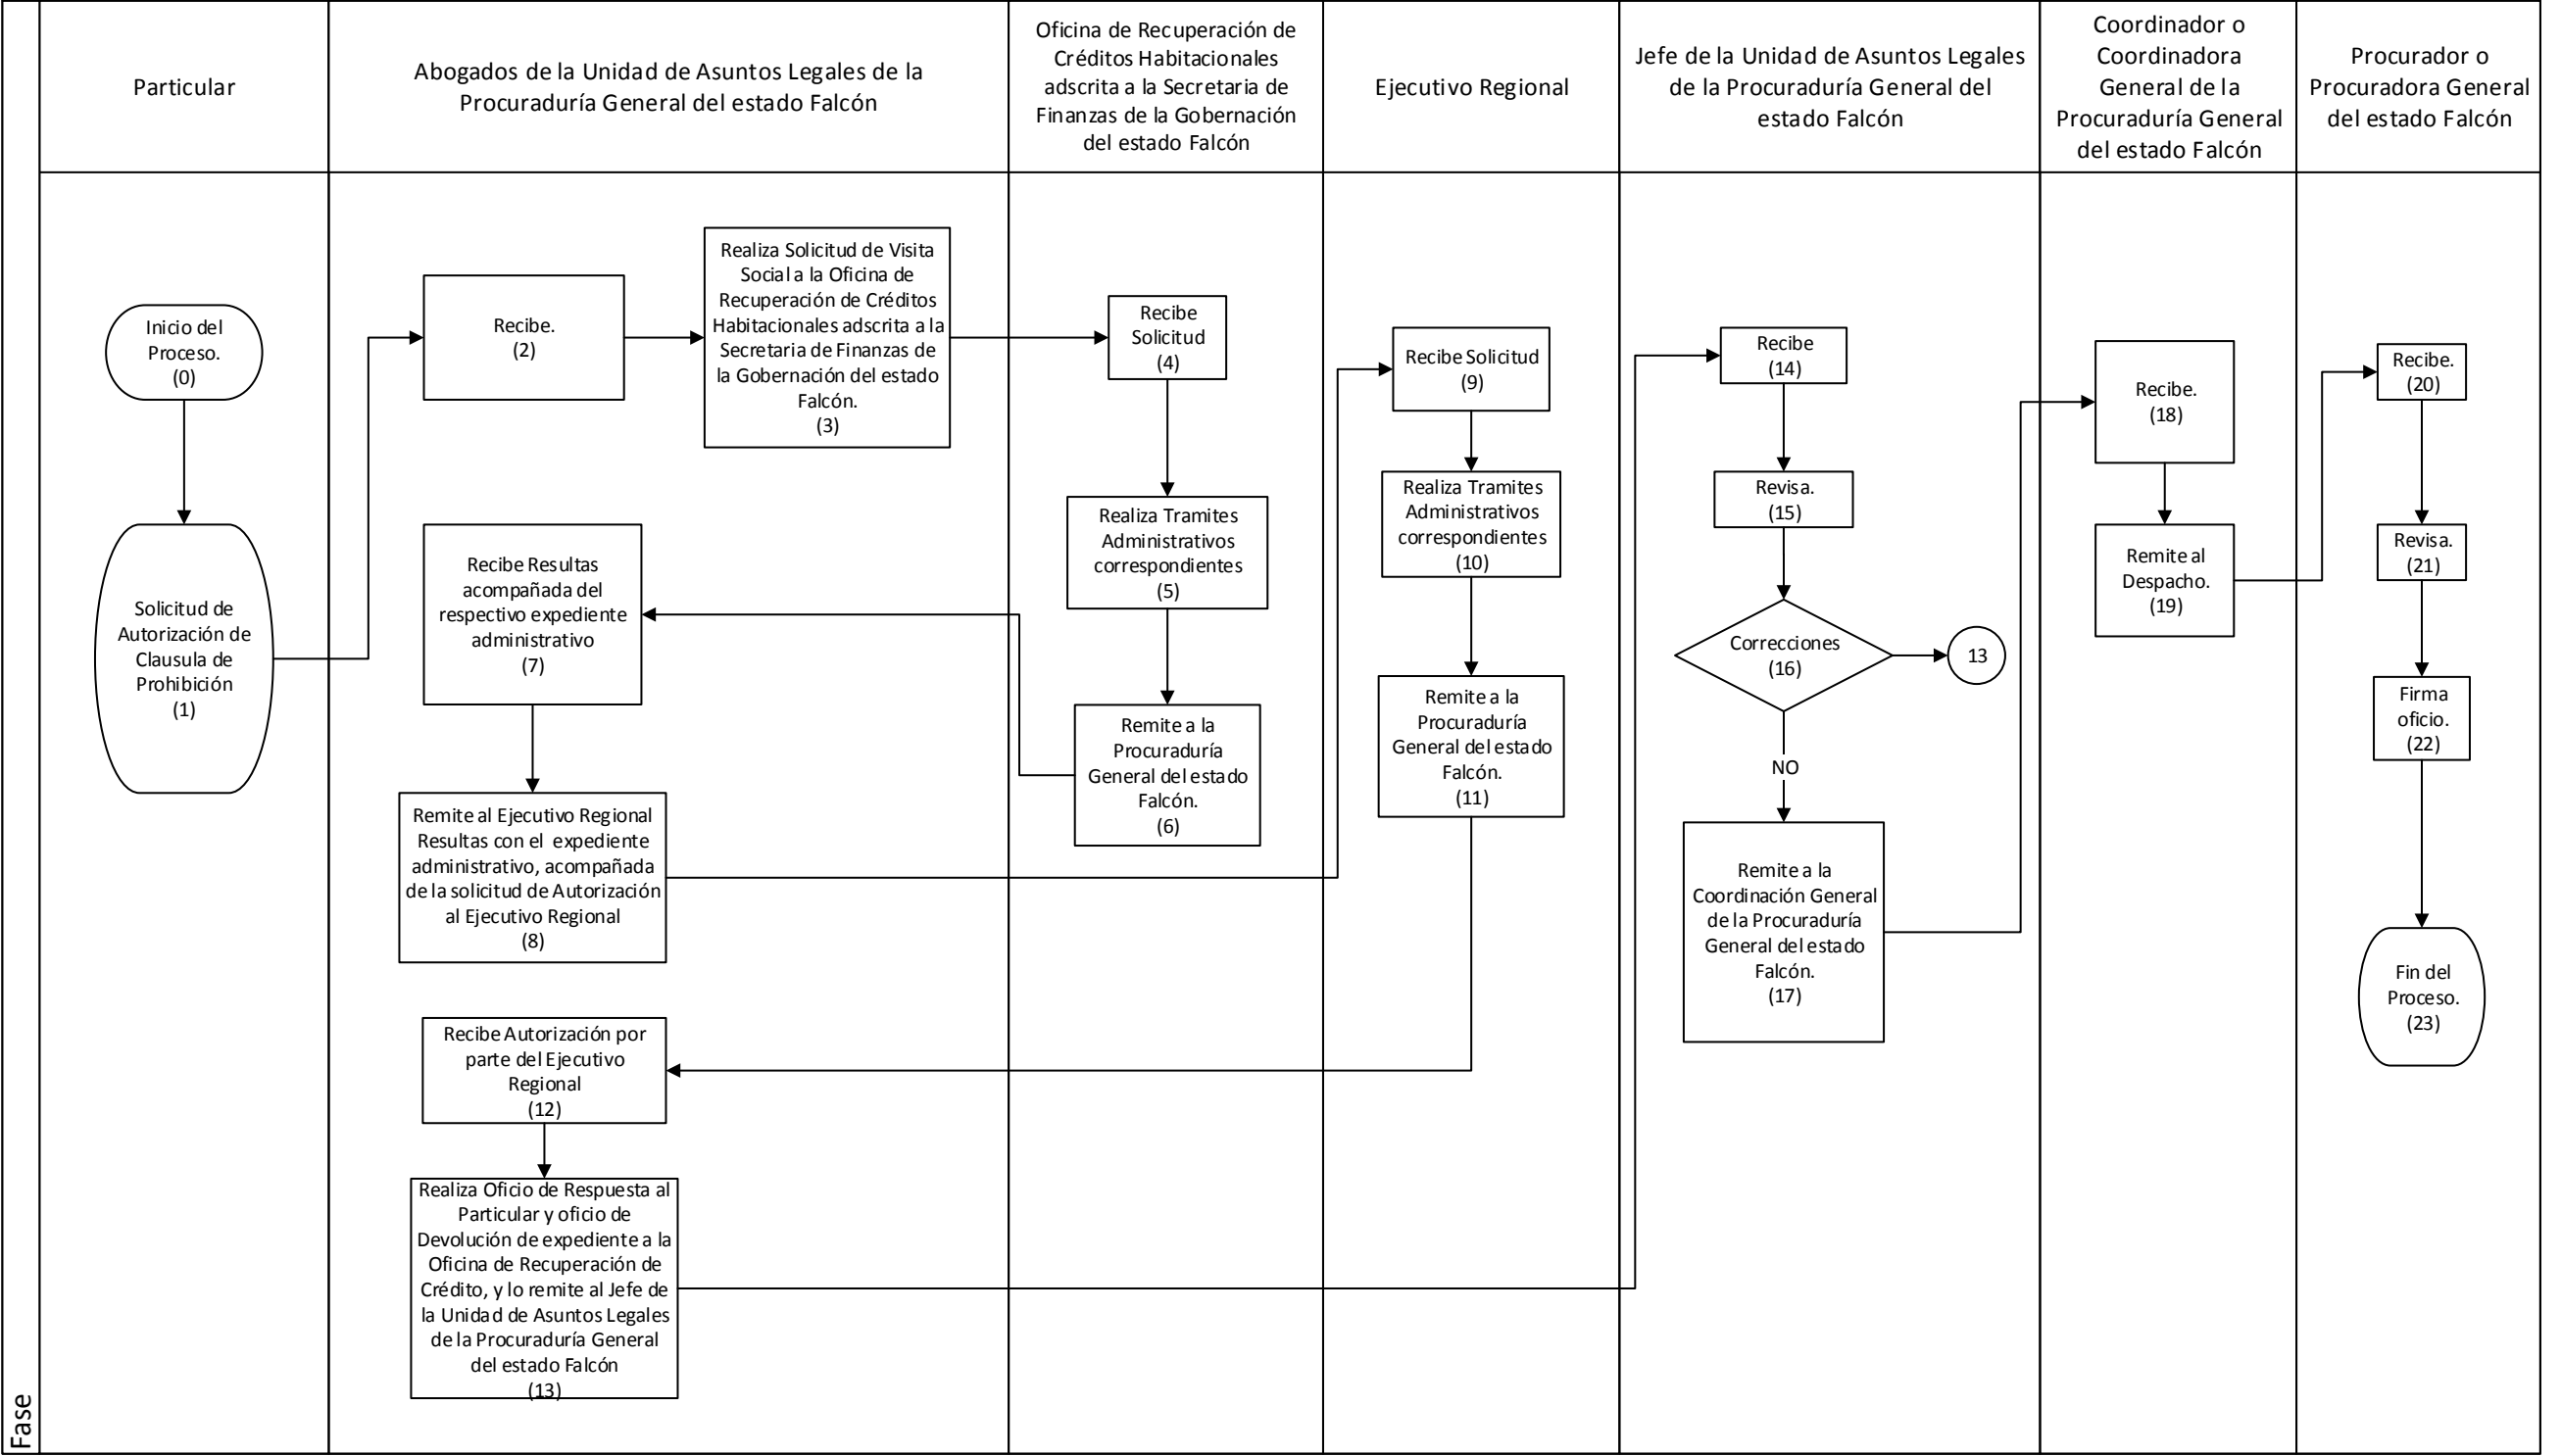 Particular
Abogados de la Unidad de Asuntos Legales de la
Procuraduría General del estado Falcón
Oficina de Recuperación de
Créditos Habitacionales
adscrita a la Secretaria de
Finanzas de la Gobernación
del estado Falcón
Ejecutivo Regional
Jefe de la Unidad de Asuntos Legales
de la Procuraduría General del
estado Falcón
Coordinador o
Coordinadora
General de la
Procuraduría General
del estado Falcón
Procurador o
Procuradora General
del estado Falcón
Fase
Inicio del
Proceso.
(0)
Solicitud de
Autorización de
Clausula de
Prohibición
(1)
Recibe.
(2)
Realiza Solicitud de Visita
Social a la Oficina de
Recuperación de Créditos
Habitacionales adscrita a la
Secretaria de Finanzas de
la Gobernación del estado
Falcón.
(3)
Recibe
Solicitud
(4)
Realiza Tramites
Administrativos
correspondientes
(5)
Remite a la
Procuraduría
General del estado
Falcón.
(6)
Recibe Resultas
acompañada del
respectivo expediente
administrativo
(7)
Remite al Ejecutivo Regional
Resultas con el expediente
administrativo, acompañada
de la solicitud de Autorización
al Ejecutivo Regional
(8)
Recibe Solicitud
(9)
Realiza Tramites
Administrativos
correspondientes
(10)
Remite a la
Procuraduría
General del estado
Falcón.
(11)
Recibe Autorización por
parte del Ejecutivo
Regional
(12)
Realiza Oficio de Respuesta al
Particular y oficio de
Devolución de expediente a la
Oficina de Recuperación de
Crédito, y lo remite al Jefe de
la Unidad de Asuntos Legales
de la Procuraduría General
del estado Falcón
(13)
Recibe
(14)
Revisa.
(15)
Correcciones
(16)
13
NO
Remite a la
Coordinación General
de la Procuraduría
General del estado
Falcón.
(17)
Recibe.
(18)
Remite al
Despacho.
(19)
Recibe.
(20)
Revisa.
(21)
Firma
oficio.
(22)
Fin del
Proceso.
(23)